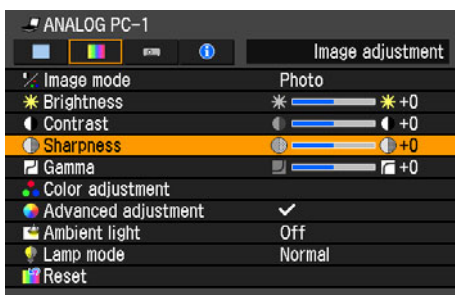 ANALOG PC-1
Image adjustment
Image mode Photo
Brightness +0
Contrast +0
Sharpness +0
Gamma +0
Color adjustment
Advanced adjustment
Ambient light Off
Lamp mode Normal
Reset